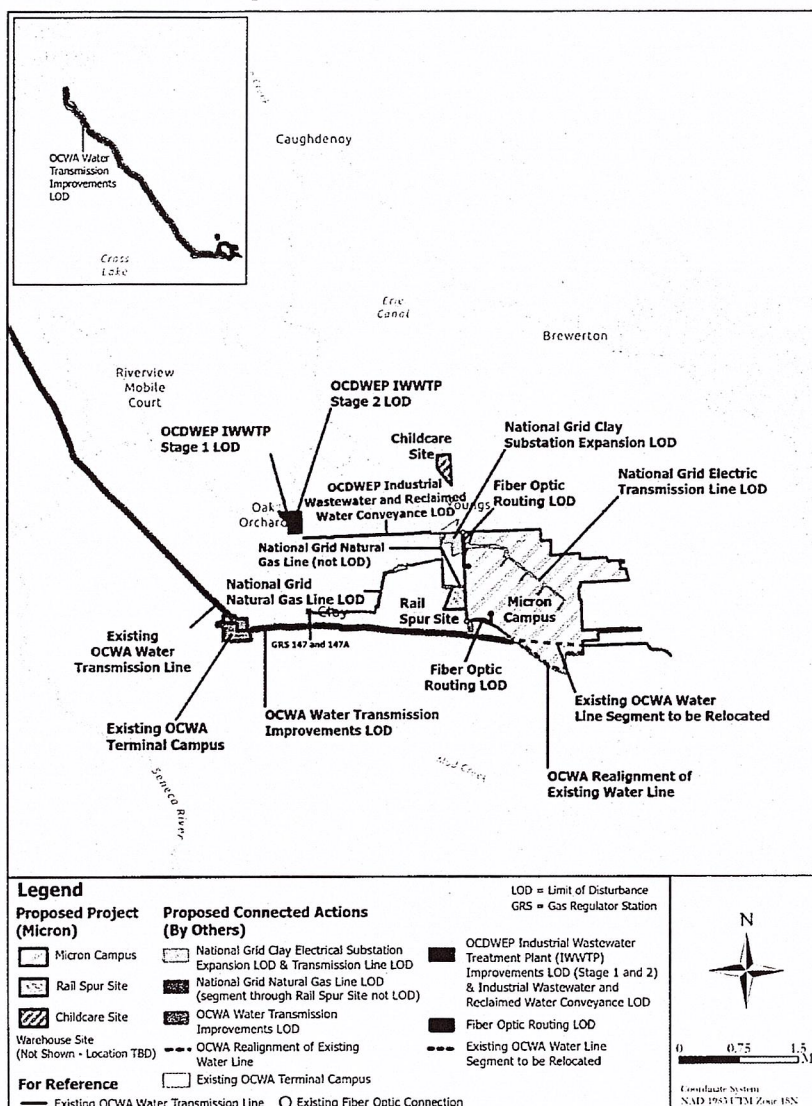 OCWA Water
Transmission
Improvements
LOD
Cross
Lake
Caughdenoy
Erie
Canal
Brewerton
Riverview
Mobile
Court
OCDWEP IWWTP
Stage 2 LOD
OCDWEP IWWTP
Stage 1 LOD
Childcare
Site
National Grid Clay
Substation Expansion LOD
National Grid Electric
Transmission Line LOD
OCDWEP Industrial
Wastewater and Reclaimed
Water Conveyance LOD
Fiber Optic
Routing LOD
Oak
Orchard
Youngs
National Grid Natural
Gas Line (not LOD)
National Grid
Natural Gas Line LOD
Clay
Rail
Spur Site
Micron
Campus
GRS 147 and 147A
Existing
OCWA Water
Transmission Line
Fiber Optic
Routing LOD
Existing OCWA
Terminal Campus
OCWA Water Transmission
Improvements LOD
Existing OCWA Water
Line Segment to be Relocated
Mud Creek
OCWA Realignment of
Existing Water Line
Seneca River
Legend
LOD = Limit of Disturbance
GRS = Gas Regulator Station
Proposed Project
(Micron)
Micron Campus
Rail Spur Site
Childcare Site
Warehouse Site
(Not Shown - Location TBD)
For Reference
Existing OCWA Water Transmission Line
Existing Fiber Optic Connection
Proposed Connected Actions
(By Others)
National Grid Clay Electrical Substation
Expansion LOD & Transmission Line LOD
National Grid Natural Gas Line LOD
(segment through Rail Spur Site not LOD)
OCWA Water Transmission
Improvements LOD
OCWA Realignment of Existing
Water Line
Existing OCWA Terminal Campus
OCDWEP Industrial Wastewater
Treatment Plant (IWWTP)
Improvements LOD (Stage 1 and 2)
& Industrial Wastewater and
Reclaimed Water Conveyance LOD
Fiber Optic Routing LOD
Existing OCWA Water Line
Segment to be Relocated
N
0 0.75 1.5
M
Coordinate System
NAD 1983 UTM Zone 18N